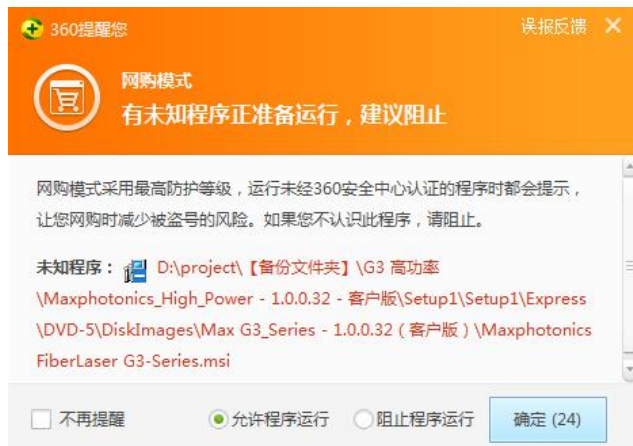 360提醒您
误报反馈
网购模式
有未知程序正准备运行，建议阻止
网购模式采用最高防护等级，运行未经360安全中心认证的程序时都会提示，
让您网购时减少被盗号的风险。如果您不认识此程序，请阻止。
未知程序： D:\project\【备份文件夹】\G3 高功率
\Maxphotonics_High_Power - 1.0.0.32 - 客户版\Setup1\Setup1\Express
\DVD-5\DiskImages\Max G3_Series - 1.0.0.32（客户版）\Maxphotonics
FiberLaser G3-Series.msi
不再提醒 允许程序运行 阻止程序运行 确定 (24)